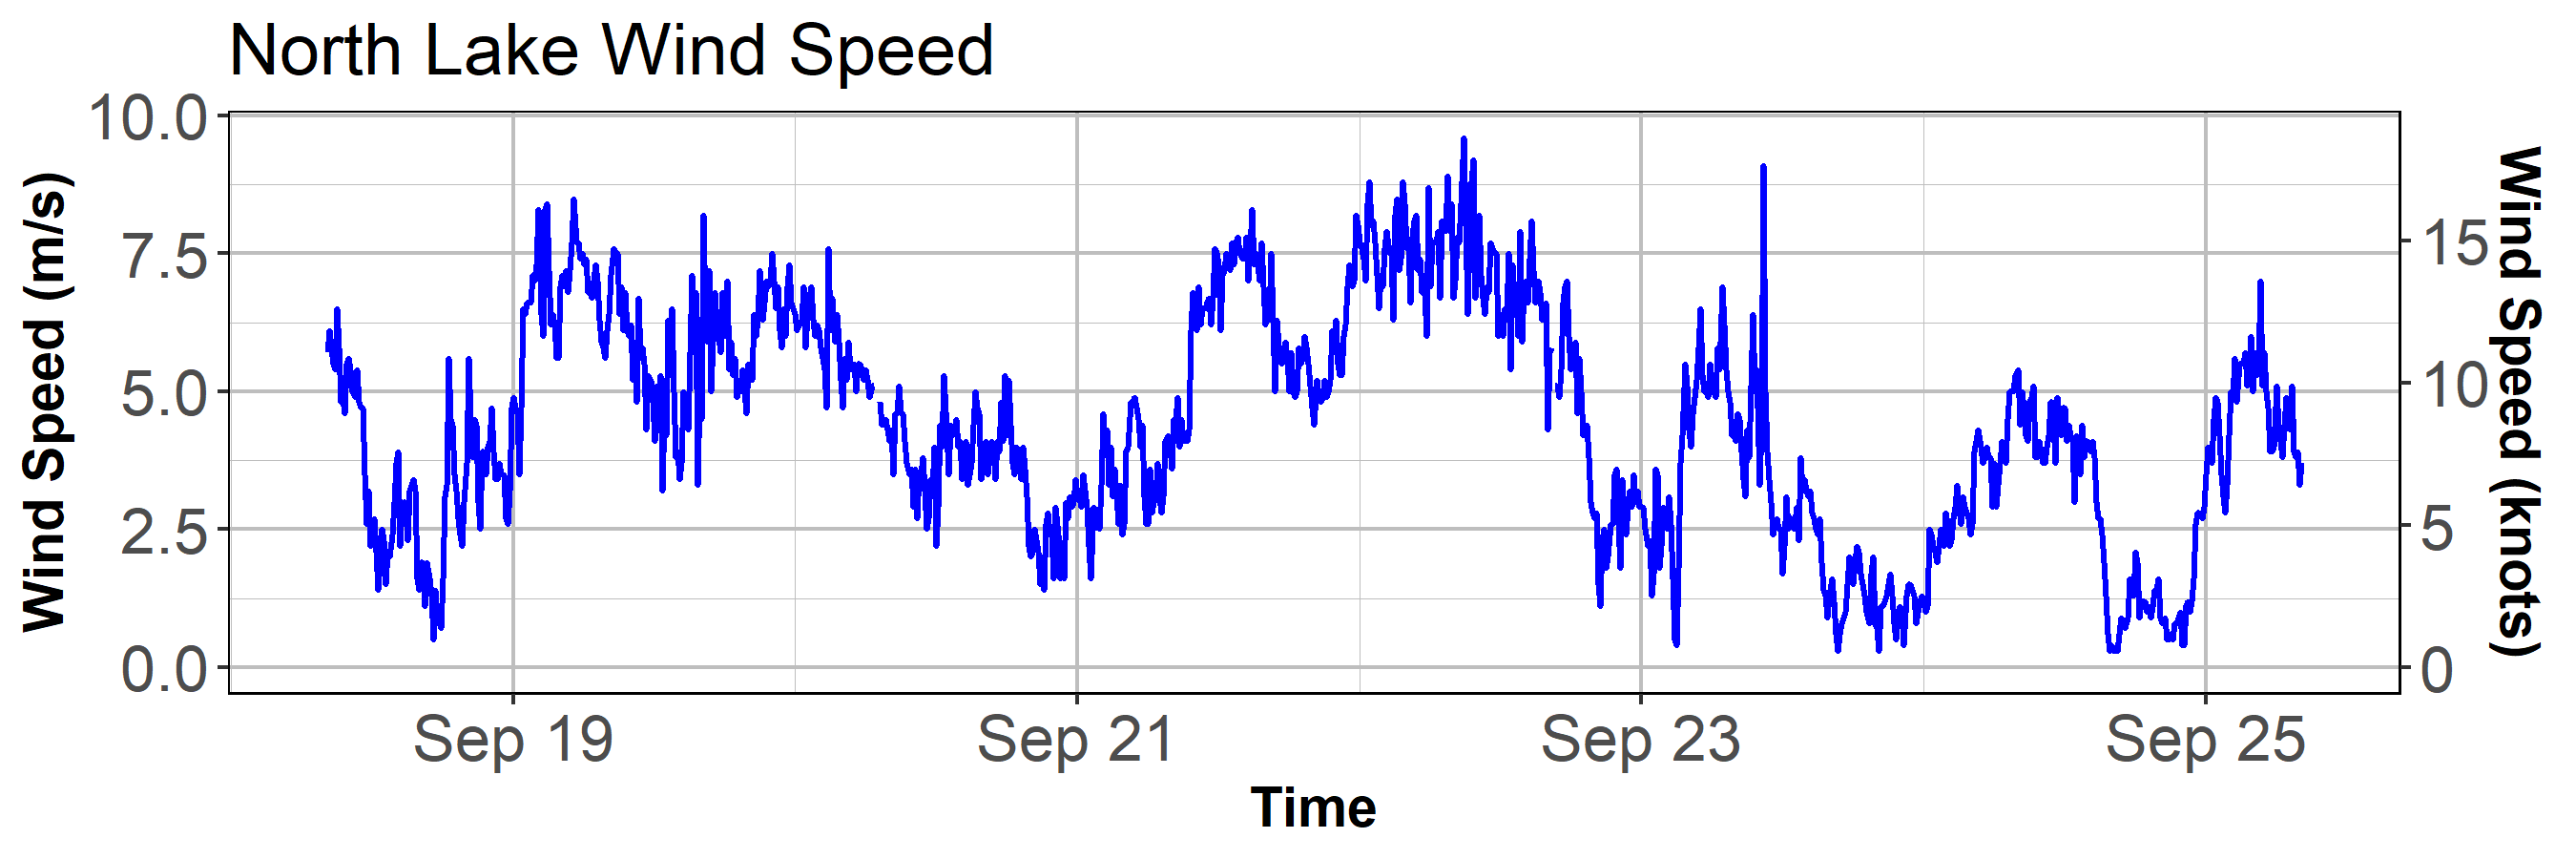 North Lake Wind Speed
10.0
7.5
5.0
2.5
0.0
Wind Speed (m/s)
15
10
5
0
Wind Speed (knots)
Sep 19 Sep 21 Sep 23 Sep 25
Time